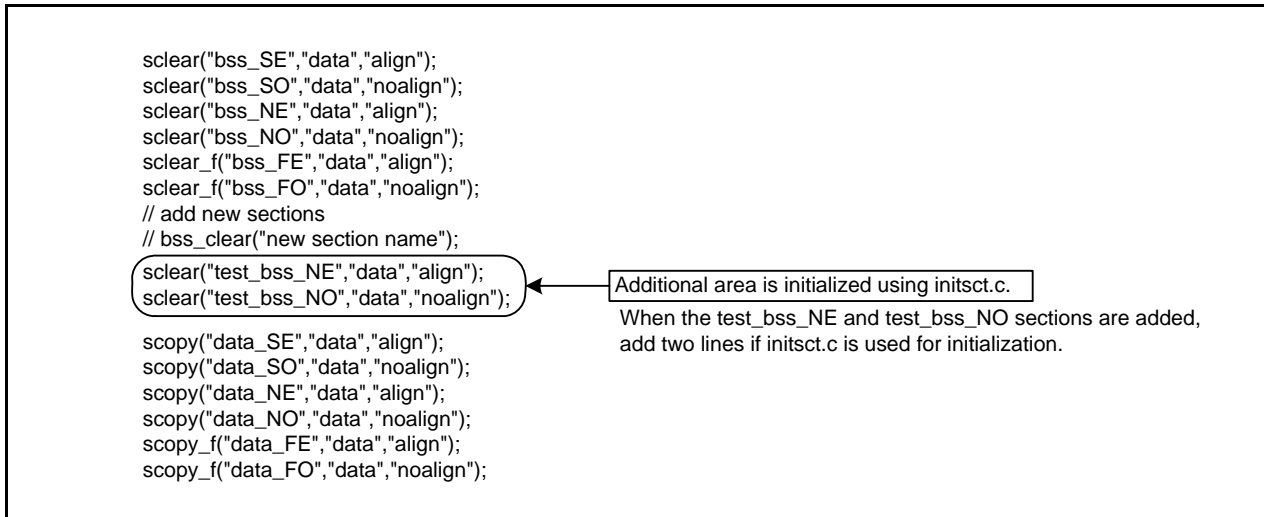 sclear("bss_SE","data","align");
sclear("bss_SO","data","noalign");
sclear("bss_NE","data","align");
sclear("bss_NO","data","noalign");
sclear_f("bss_FE","data","align");
sclear_f("bss_FO","data","noalign");
// add new sections
// bss_clear("new section name");
sclear("test_bss_NE","data","align");
sclear("test_bss_NO","data","noalign");
Additional area is initialized using initsct.c.
When the test_bss_NE and test_bss_NO sections are added,
add two lines if initsct.c is used for initialization.
scopy("data_SE","data","align");
scopy("data_SO","data","noalign");
scopy("data_NE","data","align");
scopy("data_NO","data","noalign");
scopy_f("data_FE","data","align");
scopy_f("data_FO","data","noalign");